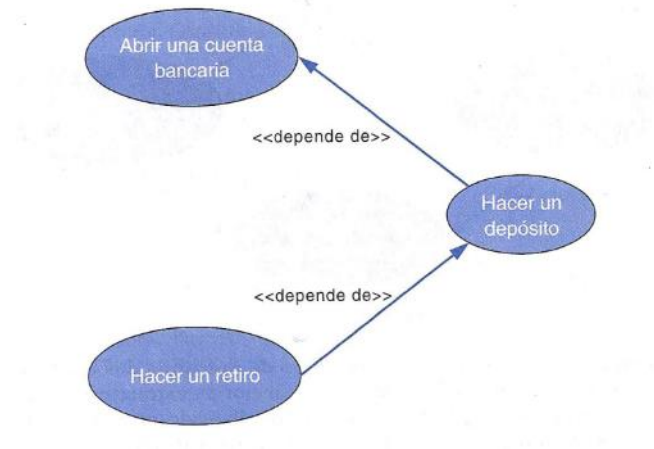 Abrir una cuenta
bancaria
<<depende de>>
Hacer un
depósito
<<depende de>>
Hacer un retiro